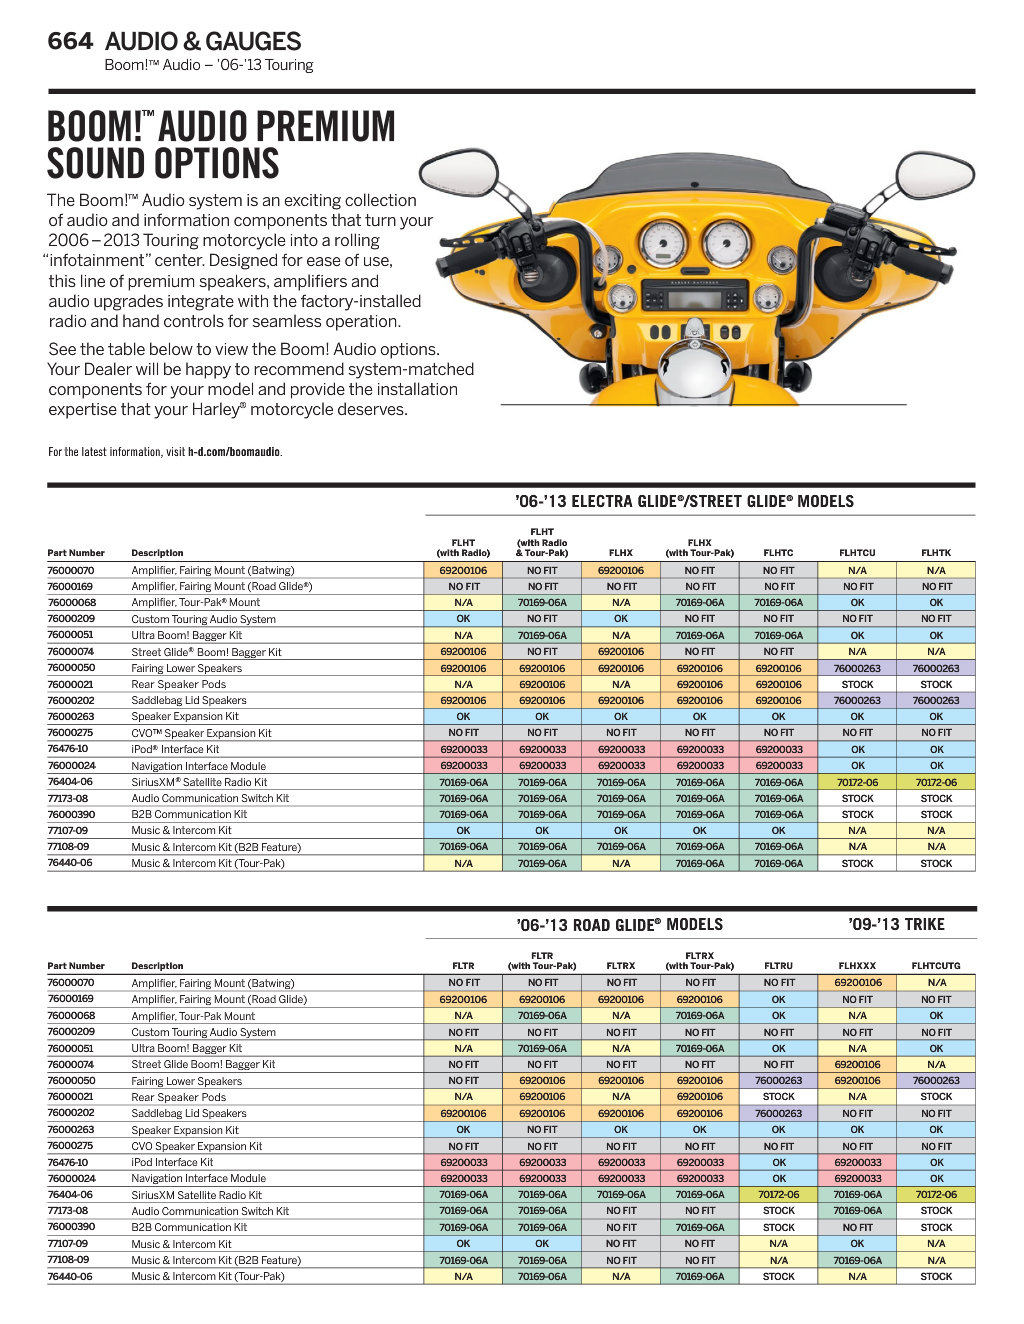 664 AUDIO & GAUGES
Boom!™ Audio – ’06-’13 Touring
BOOM!™ AUDIO PREMIUM
SOUND OPTIONS
The Boom!™ Audio system is an exciting collection
of audio and information components that turn your
2006 – 2013 Touring motorcycle into a rolling
“infotainment” center. Designed for ease of use,
this line of premium speakers, amplifiers and
audio upgrades integrate with the factory-installed
radio and hand controls for seamless operation.
See the table below to view the Boom! Audio options.
Your Dealer will be happy to recommend system-matched
components for your model and provide the installation
expertise that your Harley® motorcycle deserves.
For the latest information, visit h-d.com/boomaudio.
HARLEY-DAVIDSON
’06-’13 ELECTRA GLIDE®/STREET GLIDE® MODELS
Part Number Description FLHT (with Radio) FLHT (with Radio & Tour-Pak) FLHX FLHX (with Tour-Pak) FLHTC FLHTCU FLHTK
76000070 Amplifier, Fairing Mount (Batwing) 69200106 NO FIT 69200106 NO FIT NO FIT N/A N/A
76000169 Amplifier, Fairing Mount (Road Glide®) NO FIT NO FIT NO FIT NO FIT NO FIT NO FIT NO FIT
76000068 Amplifier, Tour-Pak® Mount N/A 70169-06A N/A 70169-06A 70169-06A OK OK
76000209 Custom Touring Audio System OK NO FIT OK NO FIT NO FIT NO FIT NO FIT
76000051 Ultra Boom! Bagger Kit N/A 70169-06A N/A 70169-06A 70169-06A OK OK
76000074 Street Glide® Boom! Bagger Kit 69200106 NO FIT 69200106 NO FIT NO FIT N/A N/A
76000050 Fairing Lower Speakers 69200106 69200106 69200106 69200106 69200106 76000263 76000263
76000021 Rear Speaker Pods N/A 69200106 N/A 69200106 69200106 STOCK STOCK
76000202 Saddlebag Lid Speakers 69200106 69200106 69200106 69200106 69200106 76000263 76000263
76000263 Speaker Expansion Kit OK OK OK OK OK OK OK
76000275 CVO™ Speaker Expansion Kit NO FIT NO FIT NO FIT NO FIT NO FIT NO FIT NO FIT
76476-10 iPod® Interface Kit 69200033 69200033 69200033 69200033 69200033 OK OK
76000024 Navigation Interface Module 69200033 69200033 69200033 69200033 69200033 OK OK
76404-06 SiriusXM® Satellite Radio Kit 70169-06A 70169-06A 70169-06A 70169-06A 70169-06A 70172-06 70172-06
77173-08 Audio Communication Switch Kit 70169-06A 70169-06A 70169-06A 70169-06A 70169-06A STOCK STOCK
76000390 B2B Communication Kit 70169-06A 70169-06A 70169-06A 70169-06A 70169-06A STOCK STOCK
77107-09 Music & Intercom Kit OK OK OK OK OK N/A N/A
77108-09 Music & Intercom Kit (B2B Feature) 70169-06A 70169-06A 70169-06A 70169-06A 70169-06A N/A N/A
76440-06 Music & Intercom Kit (Tour-Pak) N/A 70169-06A N/A 70169-06A 70169-06A STOCK STOCK
’06-’13 ROAD GLIDE® MODELS ’09-’13 TRIKE
Part Number Description FLTR FLTR (with Tour-Pak) FLTRX FLTRX (with Tour-Pak) FLTRU FLHXXX FLHTCUTG
76000070 Amplifier, Fairing Mount (Batwing) NO FIT NO FIT NO FIT NO FIT NO FIT 69200106 N/A
76000169 Amplifier, Fairing Mount (Road Glide) 69200106 69200106 69200106 69200106 OK NO FIT NO FIT
76000068 Amplifier, Tour-Pak Mount N/A 70169-06A N/A 70169-06A OK N/A OK
76000209 Custom Touring Audio System NO FIT NO FIT NO FIT NO FIT NO FIT NO FIT NO FIT
76000051 Ultra Boom! Bagger Kit N/A 70169-06A N/A 70169-06A OK N/A OK
76000074 Street Glide Boom! Bagger Kit NO FIT NO FIT NO FIT NO FIT NO FIT 69200106 N/A
76000050 Fairing Lower Speakers NO FIT 69200106 69200106 69200106 76000263 69200106 76000263
76000021 Rear Speaker Pods N/A 69200106 N/A 69200106 STOCK N/A STOCK
76000202 Saddlebag Lid Speakers 69200106 69200106 69200106 69200106 76000263 NO FIT NO FIT
76000263 Speaker Expansion Kit OK NO FIT OK OK OK OK OK
76000275 CVO Speaker Expansion Kit NO FIT NO FIT NO FIT NO FIT NO FIT NO FIT NO FIT
76476-10 iPod Interface Kit 69200033 69200033 69200033 69200033 OK 69200033 OK
76000024 Navigation Interface Module 69200033 69200033 69200033 69200033 OK 69200033 OK
76404-06 SiriusXM Satellite Radio Kit 70169-06A 70169-06A 70169-06A 70169-06A 70172-06 70169-06A 70172-06
77173-08 Audio Communication Switch Kit 70169-06A 70169-06A NO FIT NO FIT STOCK 70169-06A STOCK
76000390 B2B Communication Kit 70169-06A 70169-06A NO FIT 70169-06A STOCK NO FIT STOCK
77107-09 Music & Intercom Kit OK OK NO FIT NO FIT N/A OK N/A
77108-09 Music & Intercom Kit (B2B Feature) 70169-06A 70169-06A NO FIT NO FIT N/A 70169-06A N/A
76440-06 Music & Intercom Kit (Tour-Pak) N/A 70169-06A N/A 70169-06A STOCK N/A STOCK